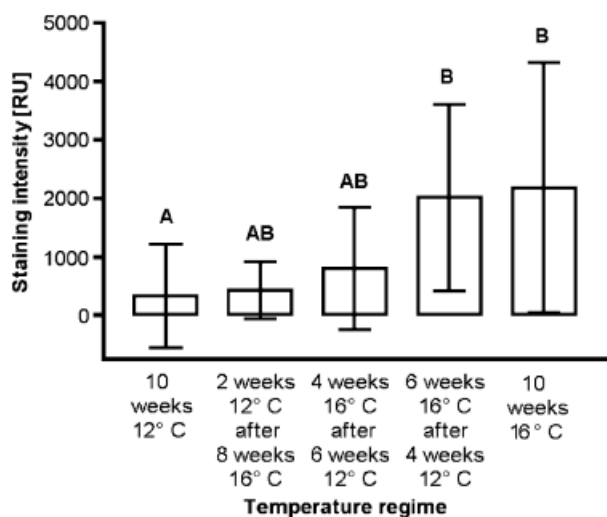 5000
4000
3000
2000
1000
0
Staining intensity [RU]
A
AB
AB
B
B
10
weeks
12° C
2 weeks
12° C
after
8 weeks
16° C
4 weeks
16° C
after
6 weeks
12° C
6 weeks
16° C
after
4 weeks
12° C
10
weeks
16° C
Temperature regime